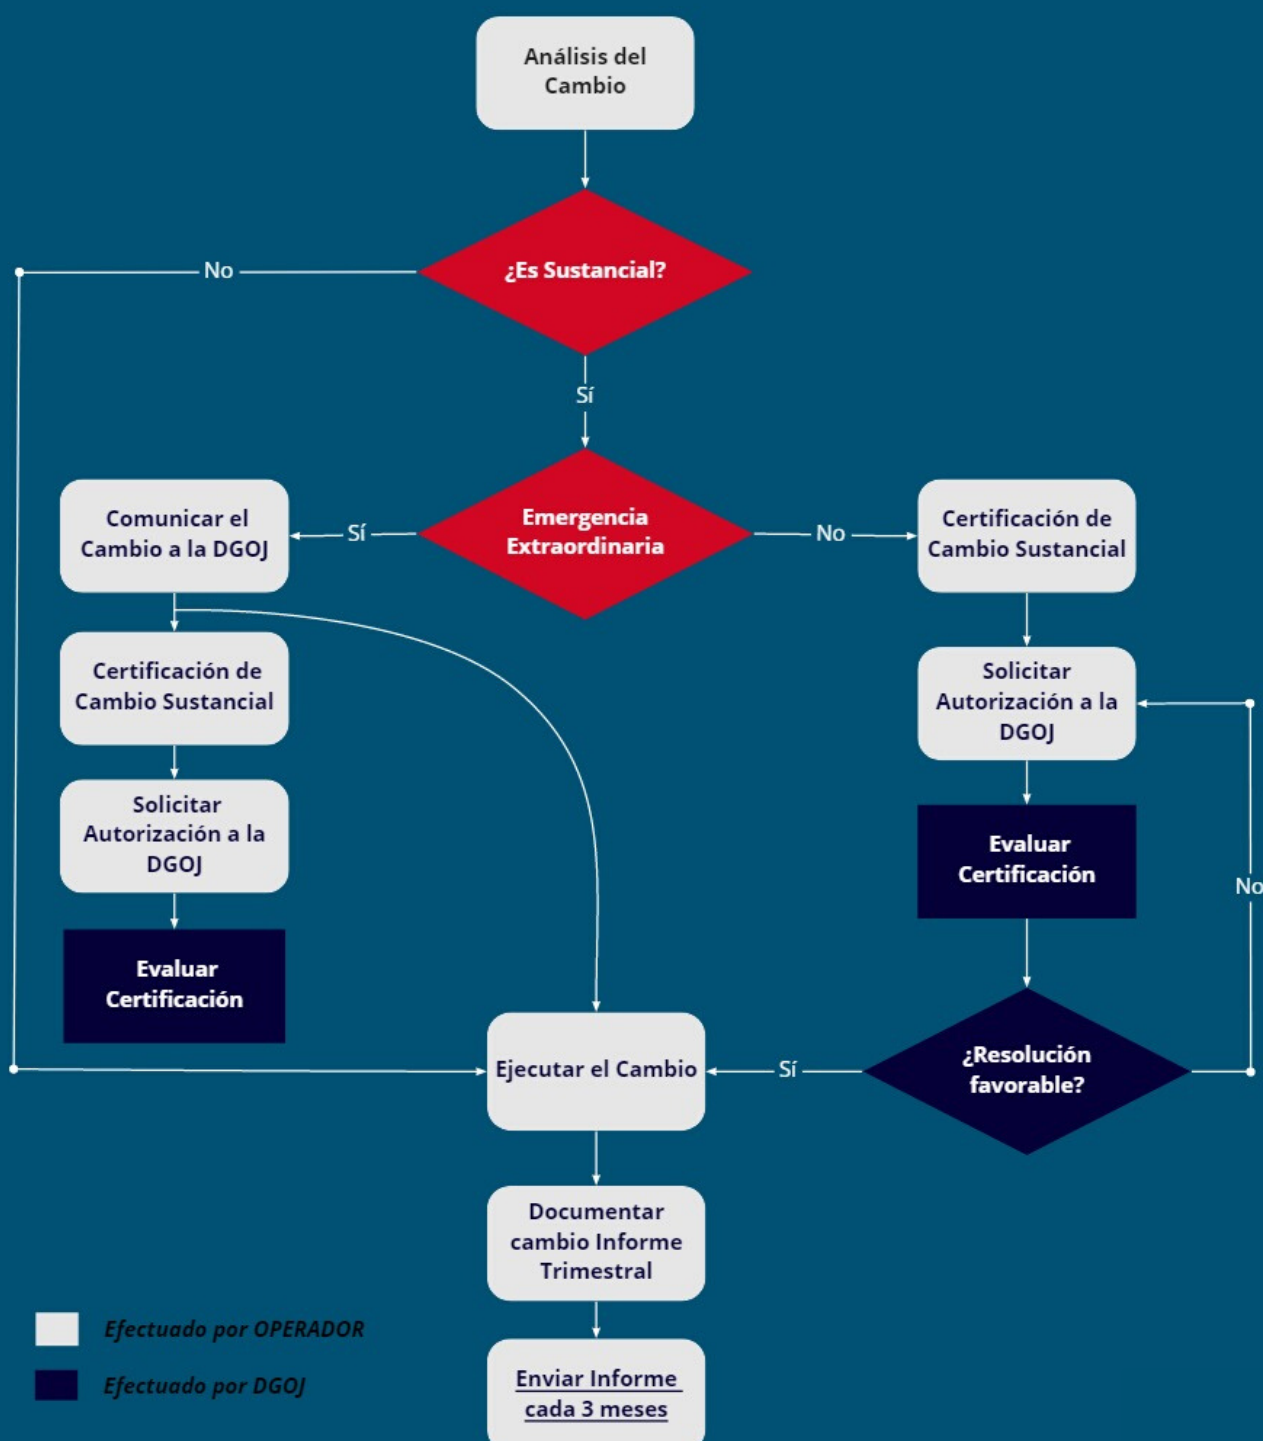 Análisis del
Cambio
No
¿Es Sustancial?
Sí
Comunicar el
Cambio a la DGOJ
Sí
Emergencia
Extraordinaria
No
Certificación de
Cambio Sustancial
Certificación de
Cambio Sustancial
Solicitar
Autorización a la
DGOJ
Solicitar
Autorización a la
DGOJ
Evaluar
Certificación
No
Evaluar
Certificación
Ejecutar el Cambio
Sí
¿Resolución
favorable?
Documentar
cambio Informe
Trimestral
Efectuado por OPERADOR
Efectuado por DGOJ
Enviar Informe
cada 3 meses